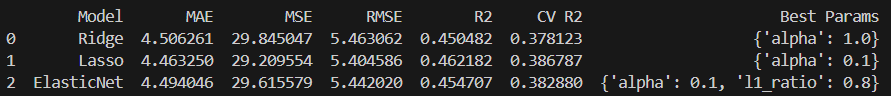 Model MAE MSE RMSE R2 CV R2 Best Params
0 Ridge 4.506261 29.845047 5.463062 0.450482 0.378123 {'alpha': 1.0}
1 Lasso 4.463250 29.209554 5.404586 0.462182 0.386787 {'alpha': 0.1}
2 ElasticNet 4.494046 29.615579 5.442020 0.454707 0.382880 {'alpha': 0.1, 'l1_ratio': 0.8}